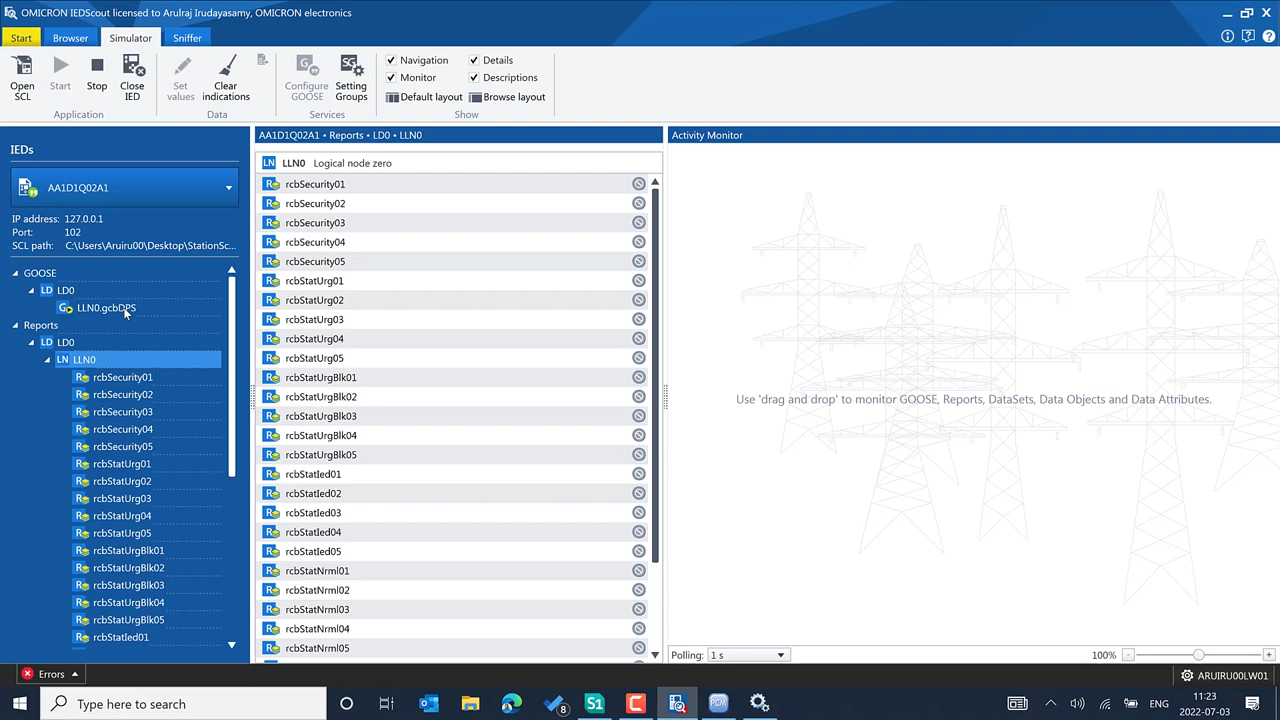 OMICRON IEDScout licensed to Arulraj Irudayasamy, OMICRON electronics
Start Browser Simulator Sniffer
Open SCL
Start
Stop
Close IED
Application
Set values
Clear indications
Data
Configure GOOSE
Setting Groups
Services
Navigation
Details
Monitor
Descriptions
Default layout
Browse layout
Show
IEDs
AA1D1Q02A1
IP address: 127.0.0.1
Port: 102
SCL path: C:\Users\Aruiru00\Desktop\StationSc...
GOOSE
LD LD0
G LLN0.gcbDPS
Reports
LD LD0
LN LLN0
R rcbSecurity01
R rcbSecurity02
R rcbSecurity03
R rcbSecurity04
R rcbSecurity05
R rcbStatUrg01
R rcbStatUrg02
R rcbStatUrg03
R rcbStatUrg04
R rcbStatUrg05
R rcbStatUrgBlk01
R rcbStatUrgBlk02
R rcbStatUrgBlk03
R rcbStatUrgBlk04
R rcbStatUrgBlk05
R rcbStatIed01
AA1D1Q02A1 • Reports • LD0 • LLN0
LN LLN0 Logical node zero
R rcbSecurity01
R rcbSecurity02
R rcbSecurity03
R rcbSecurity04
R rcbSecurity05
R rcbStatUrg01
R rcbStatUrg02
R rcbStatUrg03
R rcbStatUrg04
R rcbStatUrg05
R rcbStatUrgBlk01
R rcbStatUrgBlk02
R rcbStatUrgBlk03
R rcbStatUrgBlk04
R rcbStatUrgBlk05
R rcbStatIed01
R rcbStatIed02
R rcbStatIed03
R rcbStatIed04
R rcbStatIed05
R rcbStatNrml01
R rcbStatNrml02
R rcbStatNrml03
R rcbStatNrml04
R rcbStatNrml05
Activity Monitor
Use 'drag and drop' to monitor GOOSE, Reports, DataSets, Data Objects and Data Attributes.
Polling: 1 s
100%
Errors
ARUIRU00LW01
Type here to search
8
S1
C
PCM
ENG
11:23
2022-07-03